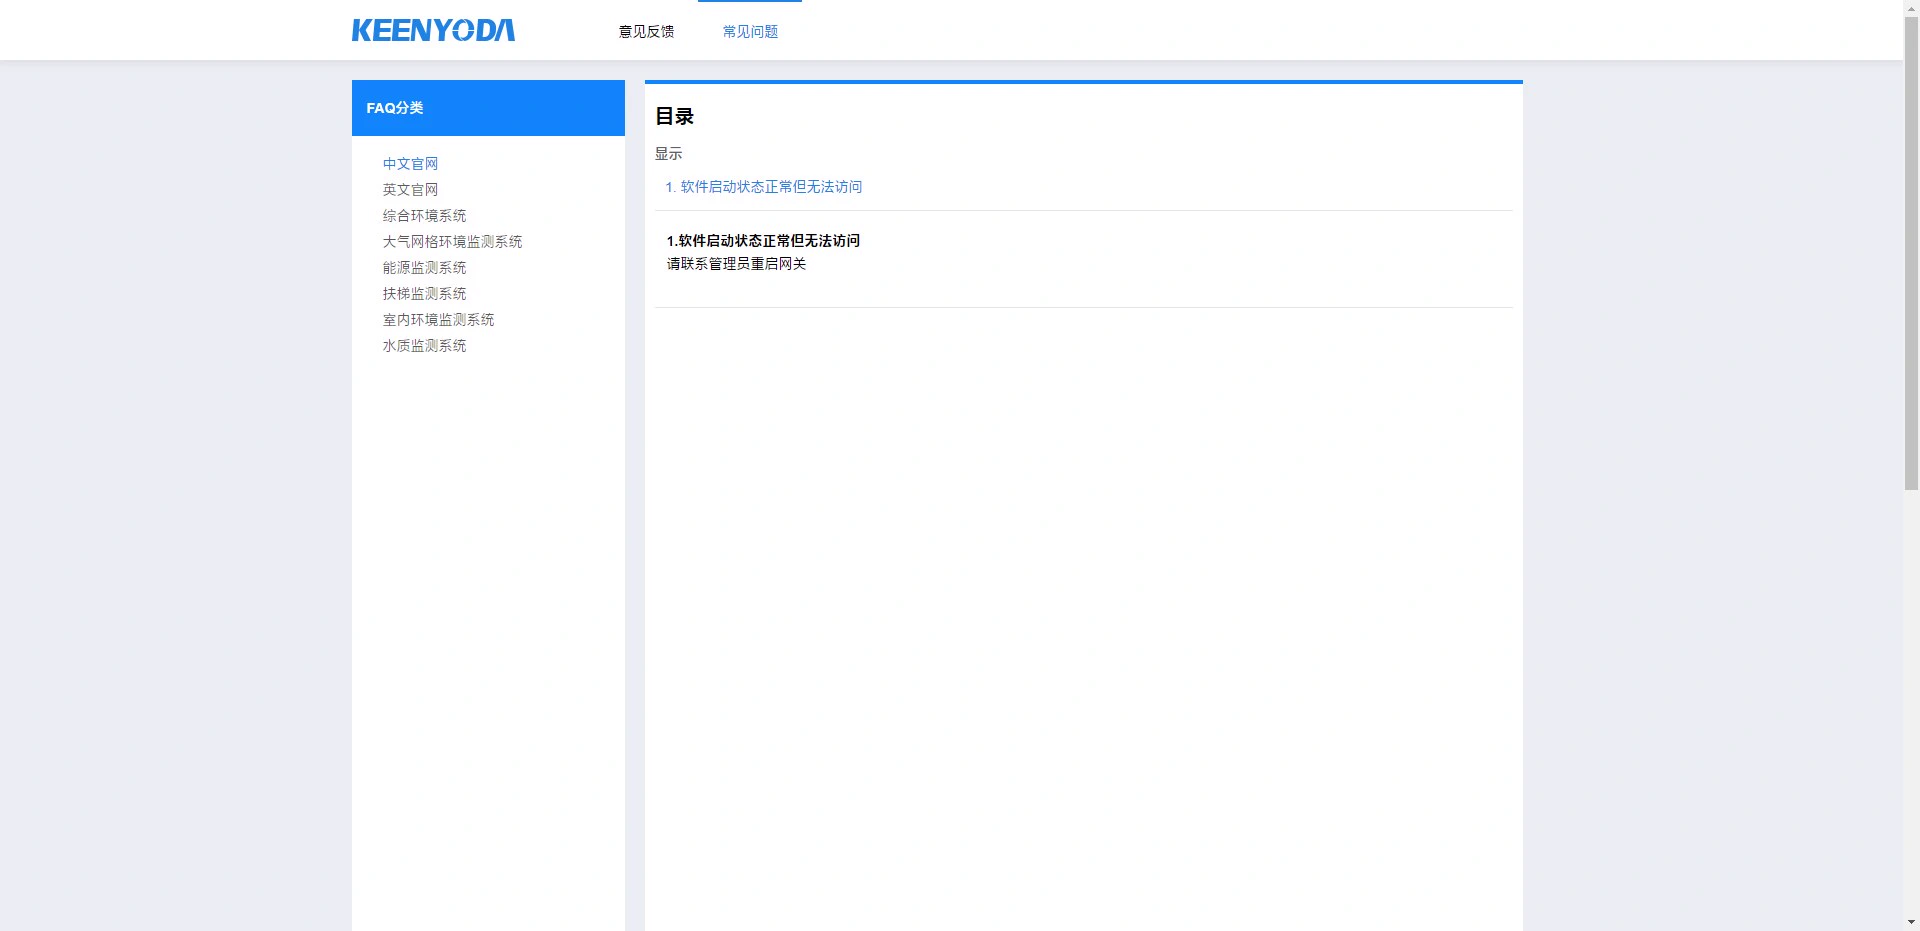 KEENYODA
意见反馈
常见问题
FAQ分类
中文官网
英文官网
综合环境系统
大气网格环境监测系统
能源监测系统
扶梯监测系统
室内环境监测系统
水质监测系统
目录
显示
1. 软件启动状态正常但无法访问
1.软件启动状态正常但无法访问
请联系管理员重启网关